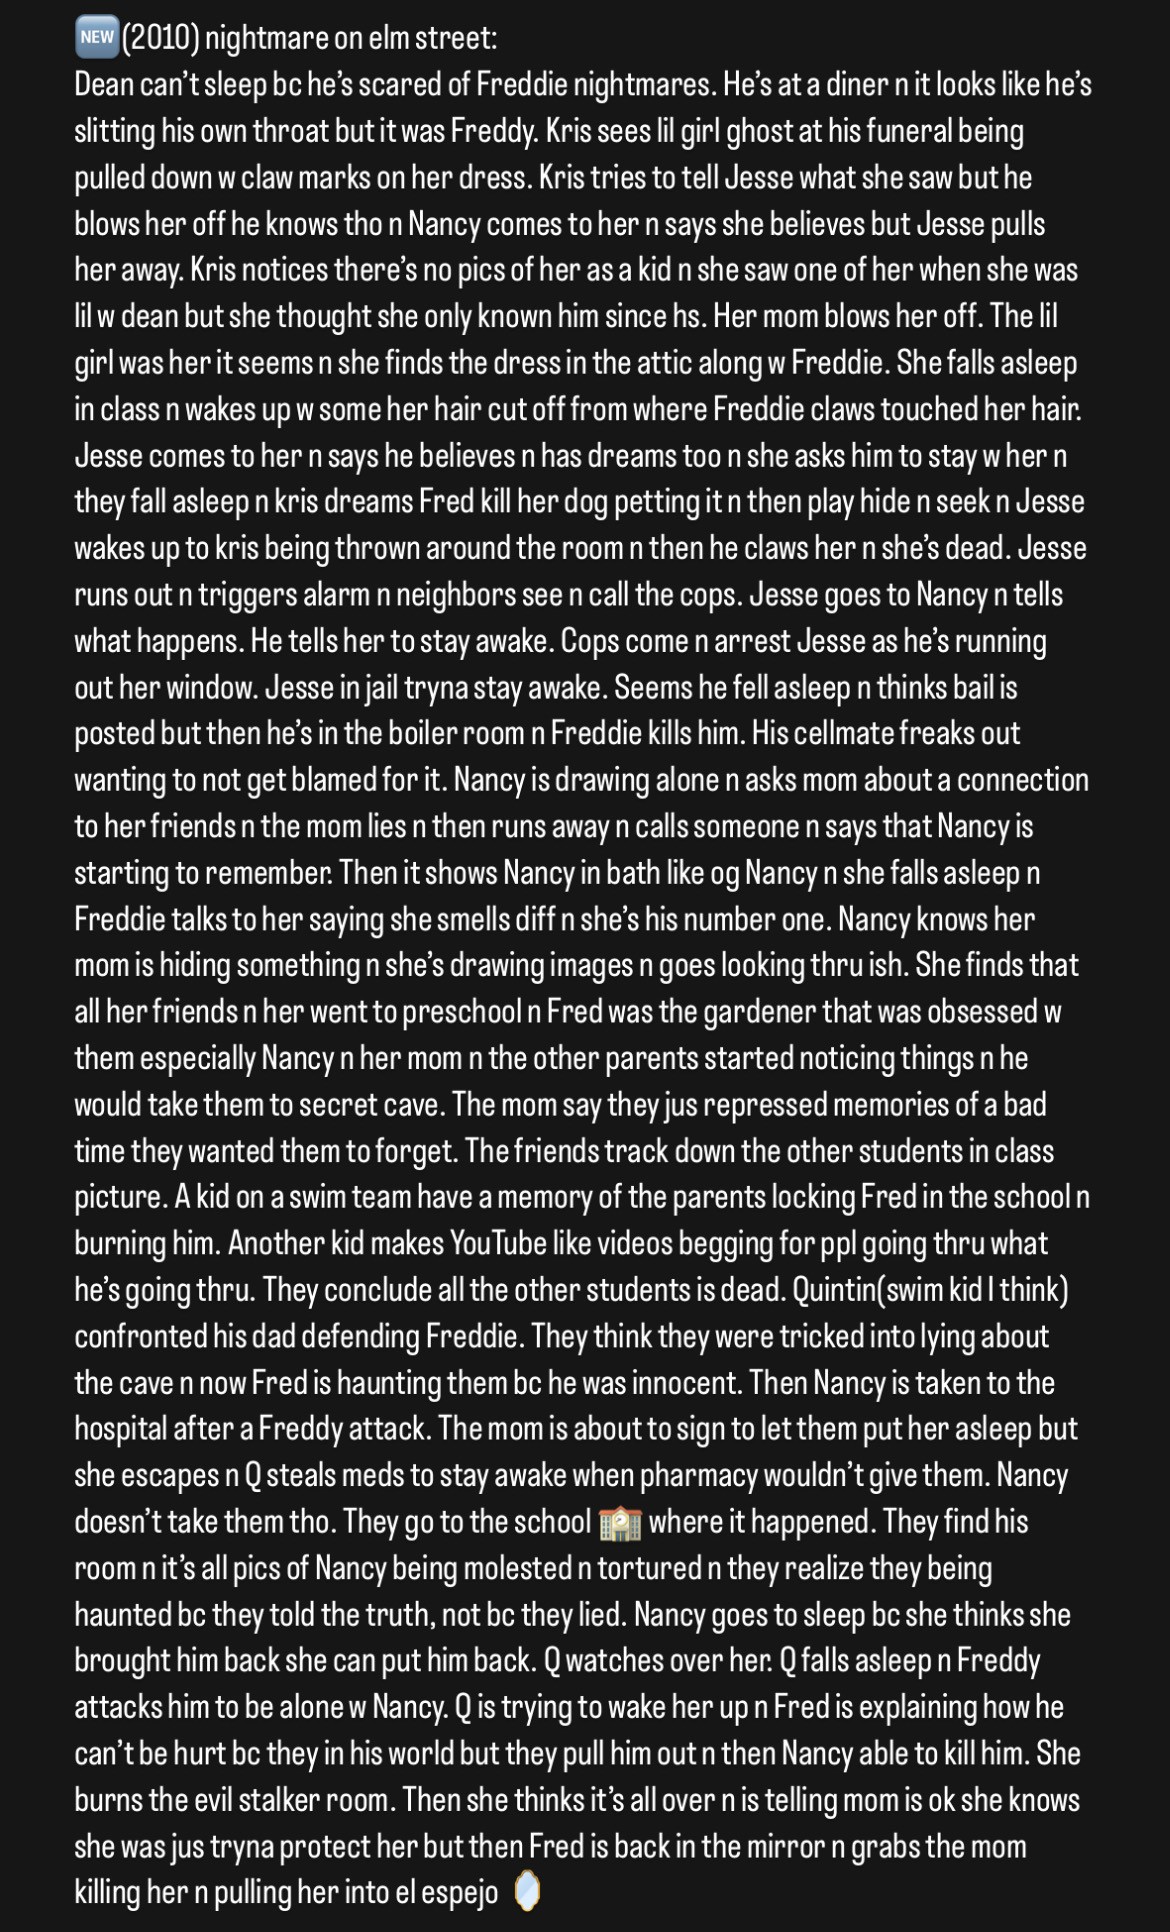 🆕(2010) nightmare on elm street:
Dean can’t sleep bc he’s scared of Freddie nightmares. He’s at a diner n it looks like he’s
slitting his own throat but it was Freddy. Kris sees lil girl ghost at his funeral being
pulled down w claw marks on her dress. Kris tries to tell Jesse what she saw but he
blows her off he knows tho n Nancy comes to her n says she believes but Jesse pulls
her away. Kris notices there’s no pics of her as a kid n she saw one of her when she was
lil w dean but she thought she only known him since hs. Her mom blows her off. The lil
girl was her it seems n she finds the dress in the attic along w Freddie. She falls asleep
in class n wakes up w some her hair cut off from where Freddie claws touched her hair.
Jesse comes to her n says he believes n has dreams too n she asks him to stay w her n
they fall asleep n kris dreams Fred kill her dog petting it n then play hide n seek n Jesse
wakes up to kris being thrown around the room n then he claws her n she’s dead. Jesse
runs out n triggers alarm n neighbors see n call the cops. Jesse goes to Nancy n tells
what happens. He tells her to stay awake. Cops come n arrest Jesse as he’s running
out her window. Jesse in jail tryna stay awake. Seems he fell asleep n thinks bail is
posted but then he’s in the boiler room n Freddie kills him. His cellmate freaks out
wanting to not get blamed for it. Nancy is drawing alone n asks mom about a connection
to her friends n the mom lies n then runs away n calls someone n says that Nancy is
starting to remember. Then it shows Nancy in bath like og Nancy n she falls asleep n
Freddie talks to her saying she smells diff n she’s his number one. Nancy knows her
mom is hiding something n she’s drawing images n goes looking thru ish. She finds that
all her friends n her went to preschool n Fred was the gardener that was obsessed w
them especially Nancy n her mom n the other parents started noticing things n he
would take them to secret cave. The mom say they jus repressed memories of a bad
time they wanted them to forget. The friends track down the other students in class
picture. A kid on a swim team have a memory of the parents locking Fred in the school n
burning him. Another kid makes YouTube like videos begging for ppl going thru what
he’s going thru. They conclude all the other students is dead. Quintin(swim kid I think)
confronted his dad defending Freddie. They think they were tricked into lying about
the cave n now Fred is haunting them bc he was innocent. Then Nancy is taken to the
hospital after a Freddy attack. The mom is about to sign to let them put her asleep but
she escapes n Q steals meds to stay awake when pharmacy wouldn’t give them. Nancy
doesn’t take them tho. They go to the school 🏫 where it happened. They find his
room n it’s all pics of Nancy being molested n tortured n they realize they being
haunted bc they told the truth, not bc they lied. Nancy goes to sleep bc she thinks she
brought him back she can put him back. Q watches over her. Q falls asleep n Freddy
attacks him to be alone w Nancy. Q is trying to wake her up n Fred is explaining how he
can’t be hurt bc they in his world but they pull him out n then Nancy able to kill him. She
burns the evil stalker room. Then she thinks it’s all over n is telling mom is ok she knows
she was jus tryna protect her but then Fred is back in the mirror n grabs the mom
killing her n pulling her into el espejo 🪞